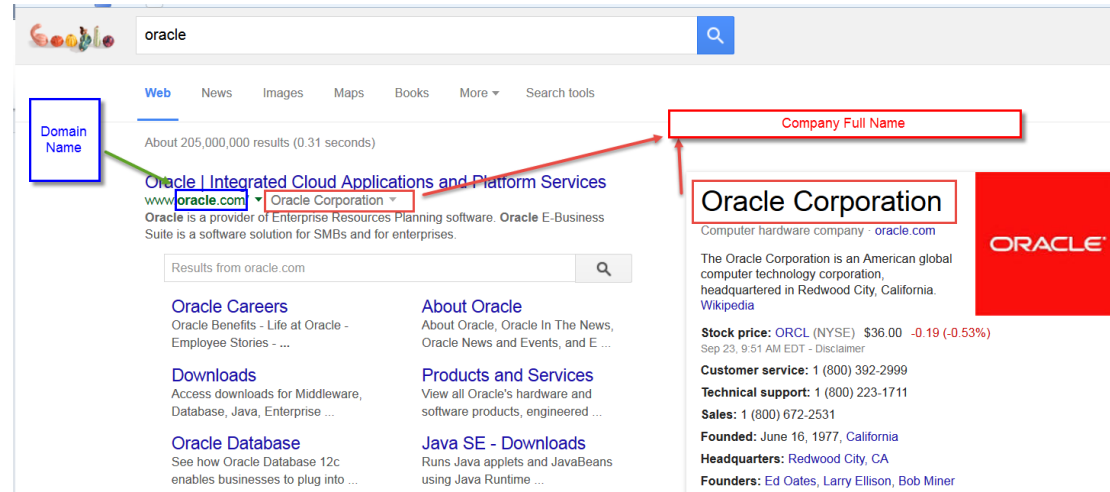 Google
oracle
Web News Images Maps Books More Search tools
Domain
Name
Company Full Name
About 205,000,000 results (0.31 seconds)
Oracle | Integrated Cloud Applications and Platform Services
www.oracle.com/ Oracle Corporation
Oracle is a provider of Enterprise Resources Planning software. Oracle E-Business
Suite is a software solution for SMBs and for enterprises.
Results from oracle.com
Oracle Careers
Oracle Benefits - Life at Oracle -
Employee Stories - ...
About Oracle
About Oracle, Oracle In The News,
Oracle News and Events, and E ...
Downloads
Access downloads for Middleware,
Database, Java, Enterprise ...
Products and Services
View all Oracle's hardware and
software products, engineered ...
Oracle Database
See how Oracle Database 12c
enables businesses to plug into ...
Java SE - Downloads
Runs Java applets and JavaBeans
using Java Runtime ...
Oracle Corporation
Computer hardware company · oracle.com
ORACLE®
The Oracle Corporation is an American global
computer technology corporation,
headquartered in Redwood City, California.
Wikipedia
Stock price: ORCL (NYSE) $36.00 -0.19 (-0.53%)
Sep 23, 9:51 AM EDT - Disclaimer
Customer service: 1 (800) 392-2999
Technical support: 1 (800) 223-1711
Sales: 1 (800) 672-2531
Founded: June 16, 1977, California
Headquarters: Redwood City, CA
Founders: Ed Oates, Larry Ellison, Bob Miner